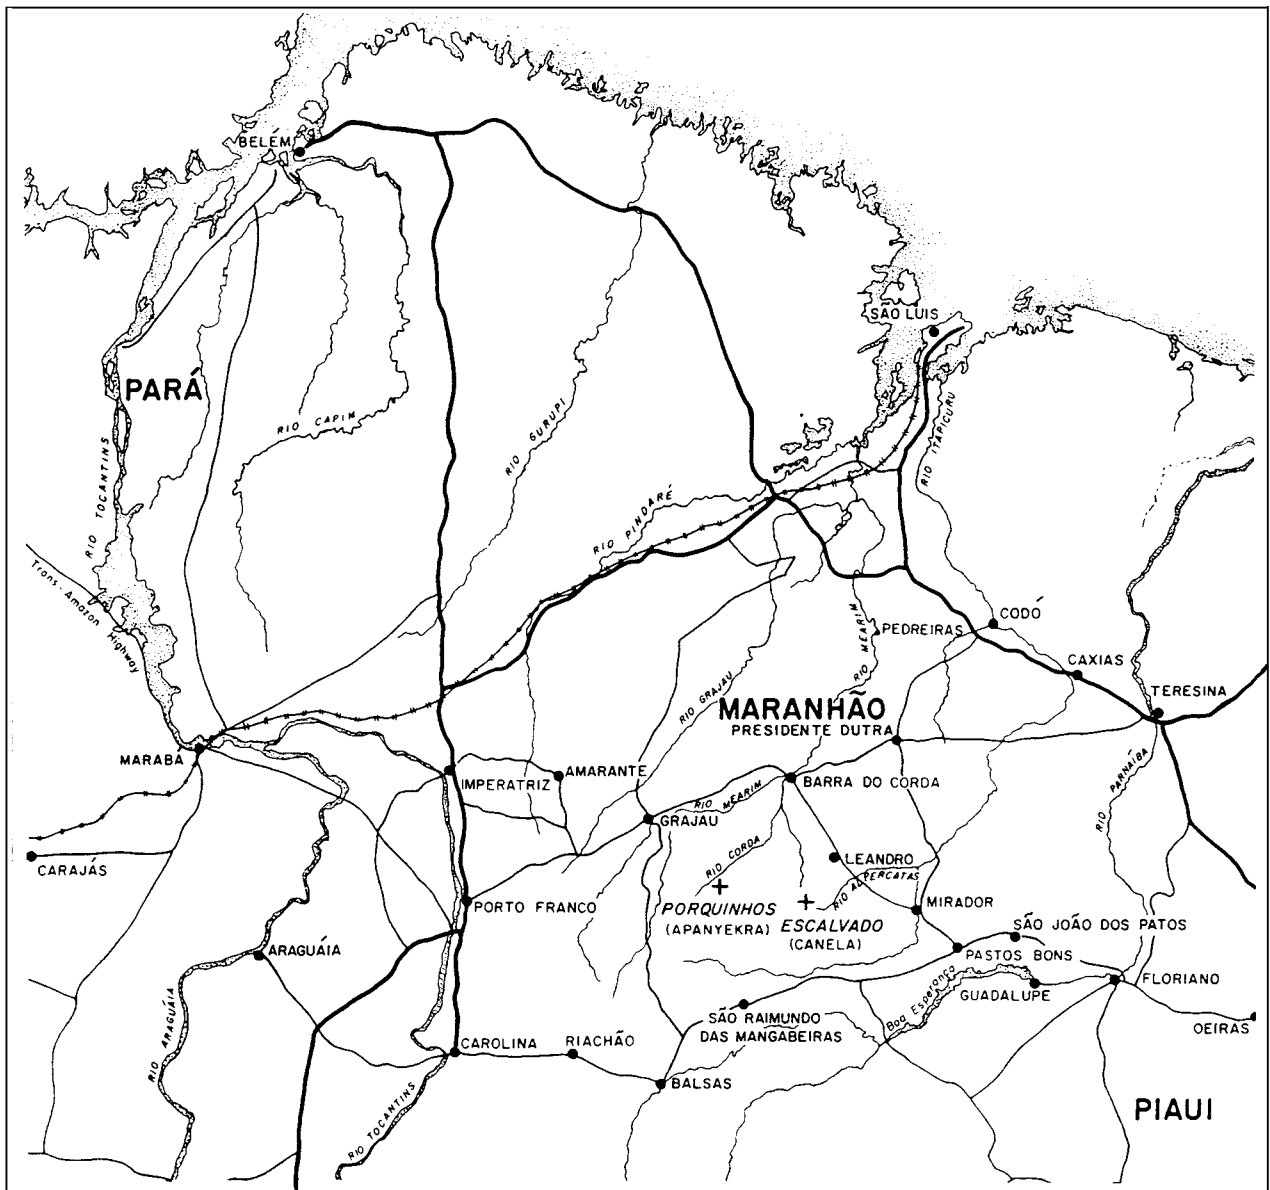 BELÉM
SÃO LUIS
PARÁ
RIO CAPIM
RIO GURUPI
RIO ITAPICURU
RIO TOCANTINS
RIO PINDARÉ
Trans-Amazon Highway
CODÓ
PEDREIRAS
RIO MEARIM
CAXIAS
RIO MEARIM
TERESINA
RIO GRAJAU
MARANHÃO
PRESIDENTE DUTRA
MARABÁ
IMPERATRIZ
AMARANTE
BARRA DO CORDA
RIO PARNAÍBA
RIO MEARIM
GRAJAU
CARAJÁS
LEANDRO
RIO CORDA
RIO ALPERCATAS
PORTO FRANCO
PORQUINHOS
(APANYEKRA)
ESCALVADO
(CANELA)
MIRADOR
SÃO JOÃO DOS PATOS
ARAGUÁIA
PASTOS BONS
FLORIANO
GUADALUPE
Boa Esperança
RIO ARAGUÁIA
SÃO RAIMUNDO
DAS MANGABEIRAS
OEIRAS
CAROLINA
RIACHÃO
BALSAS
RIO TOCANTINS
PIAUI